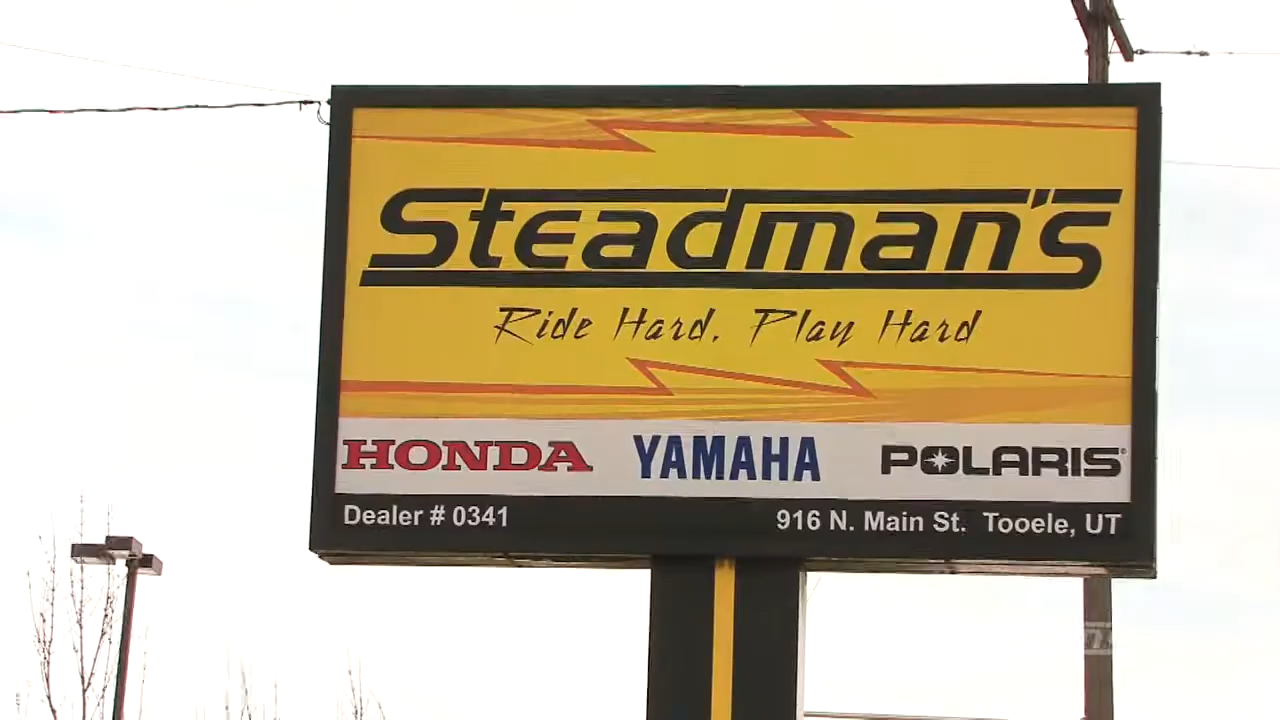 Steadman's
Ride Hard. Play Hard
HONDA YAMAHA POLARIS
Dealer # 0341 916 N. Main St. Tooele, UT